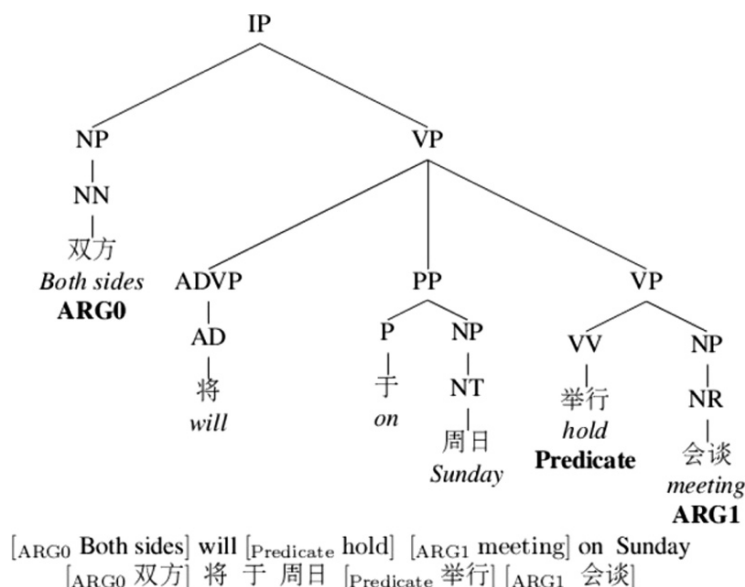 IP
NP VP
NN
双方
Both sides ADVP PP VP
ARG0
AD P NP VV NP
将 于 NT 举行 NR
will on hold
周日 Predicate 会谈
Sunday meeting
ARG1
[ARG0 Both sides] will [Predicate hold] [ARG1 meeting] on Sunday
[ARG0 双方] 将 于 周日 [Predicate 举行] [ARG1 会谈]